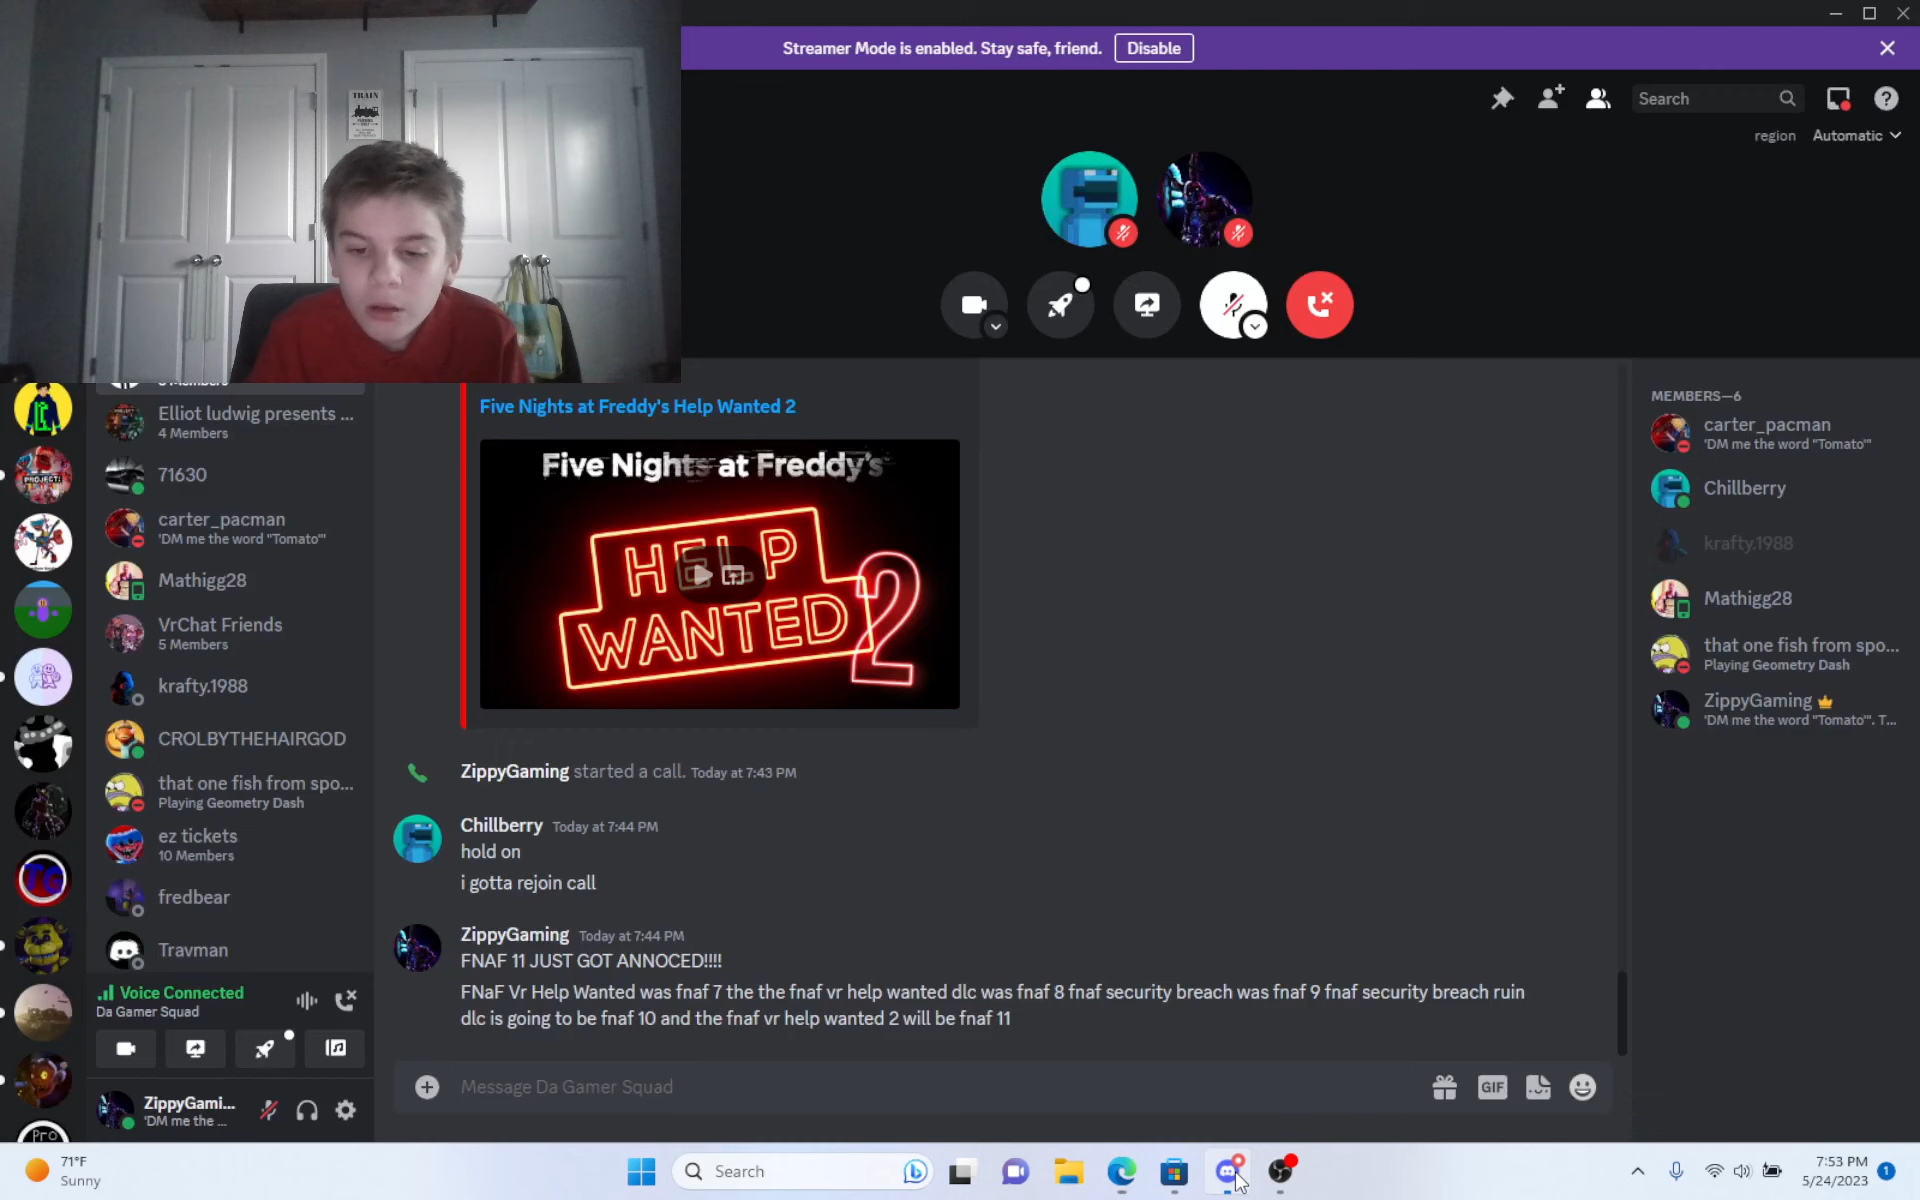 TRAIN
Streamer Mode is enabled. Stay safe, friend.
Disable
Search
region
Automatic
Elliot ludwig presents ...
4 Members
71630
carter_pacman
'DM me the word "Tomato"'
Mathigg28
VrChat Friends
5 Members
krafty.1988
CROLBYTHEHAIRGOD
that one fish from spo...
Playing Geometry Dash
ez tickets
10 Members
fredbear
Travman
Voice Connected
Da Gamer Squad
ZippyGami...
'DM me the ...
PROJECT:
TG
Pro
Five Nights at Freddy's Help Wanted 2
Five Nights at Freddy's
HELP
WANTED
2
ZippyGaming started a call. Today at 7:43 PM
Chillberry Today at 7:44 PM
hold on
i gotta rejoin call
ZippyGaming Today at 7:44 PM
FNAF 11 JUST GOT ANNOCED!!!!
FNaF Vr Help Wanted was fnaf 7 the the fnaf vr help wanted dlc was fnaf 8 fnaf security breach was fnaf 9 fnaf security breach ruin
dlc is going to be fnaf 10 and the fnaf vr help wanted 2 will be fnaf 11
Message Da Gamer Squad
GIF
MEMBERS—6
carter_pacman
'DM me the word "Tomato"'
Chillberry
krafty.1988
Mathigg28
that one fish from spo...
Playing Geometry Dash
ZippyGaming
'DM me the word "Tomato"'. T...
71°F
Sunny
Search
7:53 PM
5/24/2023
1